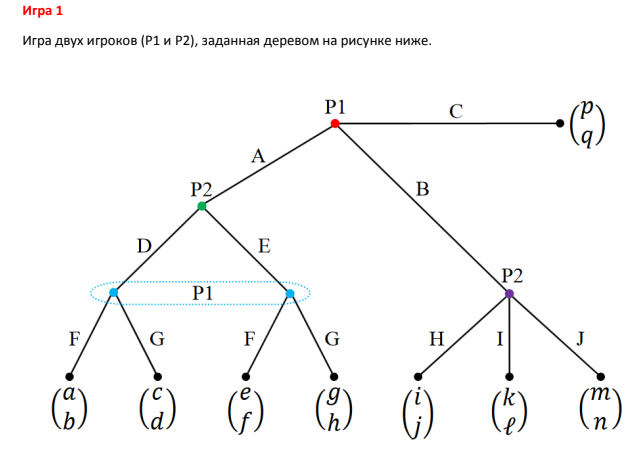 Игра 1
Игра двух игроков (P1 и P2), заданная деревом на рисунке ниже.
P1
C
(p
q)
A
P2
B
D
E
P2
P1
F
G
F
G
H
I
J
(a
b)
(c
d)
(e
f)
(g
h)
(i
j)
(k
ℓ)
(m
n)